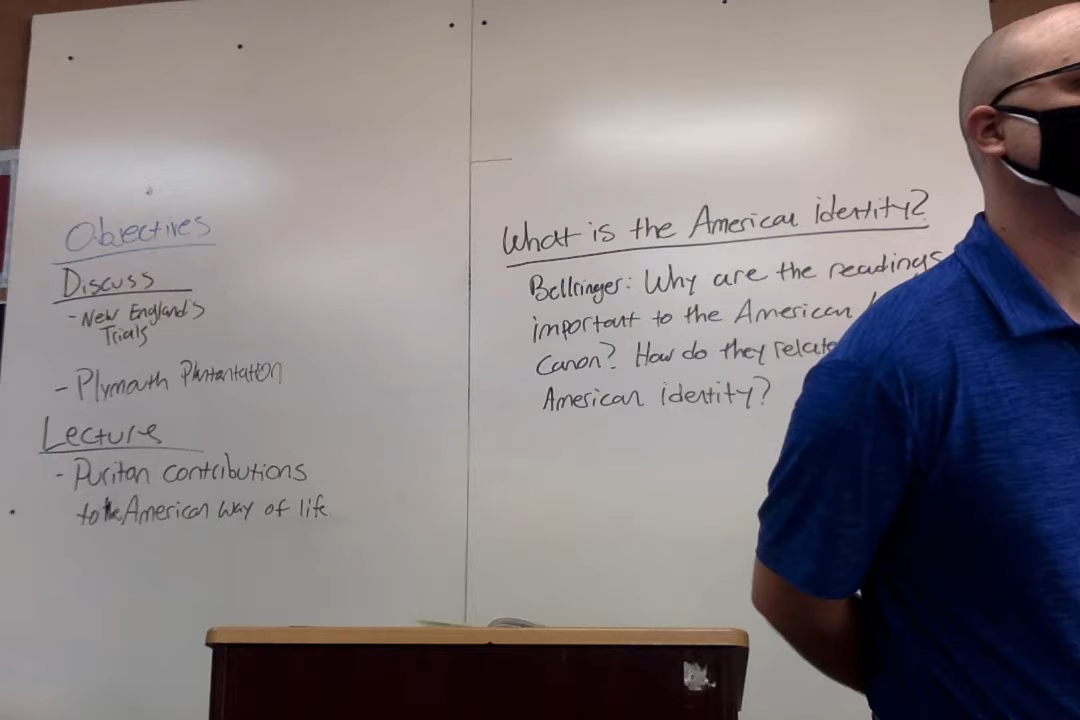 Objectives
Discuss
- New England's
Trials
- Plymouth Plantantation
Lecture
- Puritan contributions
to the American way of life
What is the American identity?
Bellringer: Why are the readings
important to the American
Canon? How do they relate
American identity?